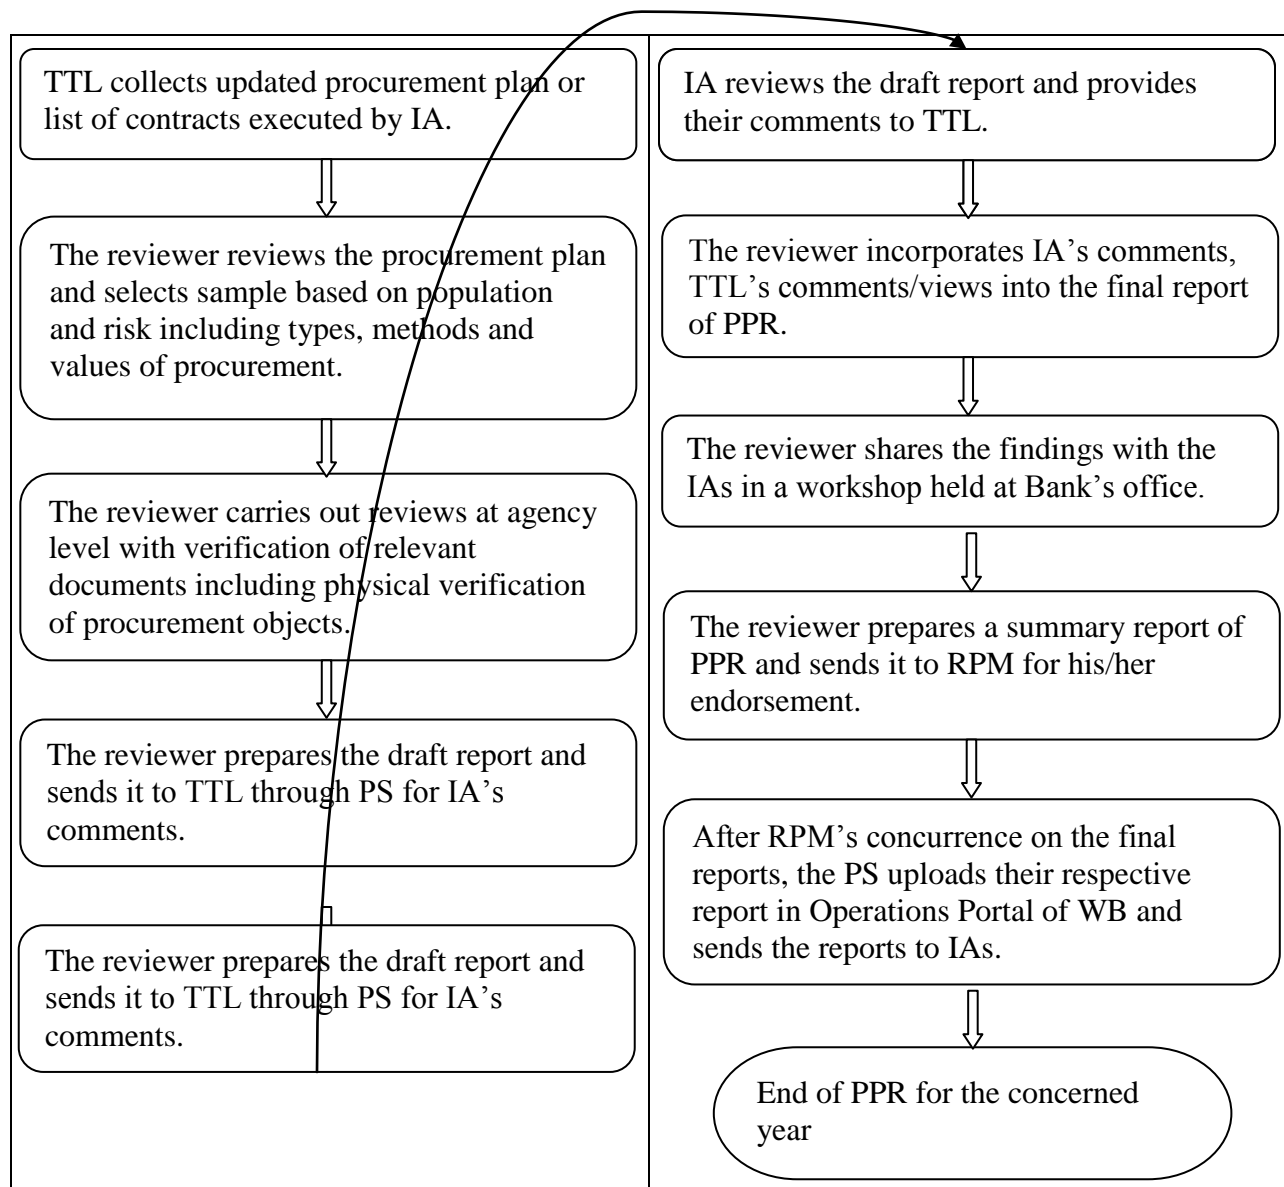 TTL collects updated procurement plan or
list of contracts executed by IA.
The reviewer reviews the procurement plan
and selects sample based on population
and risk including types, methods and
values of procurement.
The reviewer carries out reviews at agency
level with verification of relevant
documents including physical verification
of procurement objects.
The reviewer prepares the draft report and
sends it to TTL through PS for IA’s
comments.
The reviewer prepares the draft report and
sends it to TTL through PS for IA’s
comments.
IA reviews the draft report and provides
their comments to TTL.
The reviewer incorporates IA’s comments,
TTL’s comments/views into the final report
of PPR.
The reviewer shares the findings with the
IAs in a workshop held at Bank’s office.
The reviewer prepares a summary report of
PPR and sends it to RPM for his/her
endorsement.
After RPM’s concurrence on the final
reports, the PS uploads their respective
report in Operations Portal of WB and
sends the reports to IAs.
End of PPR for the concerned
year